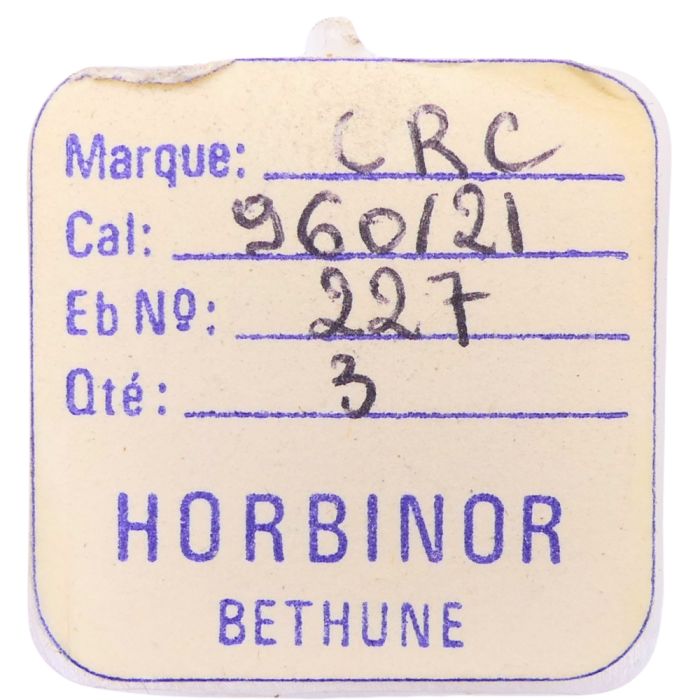 Marque: CRC
Cal: 960/21
Eb Nº: 227
Qté: 3
HORBINOR
BETHUNE